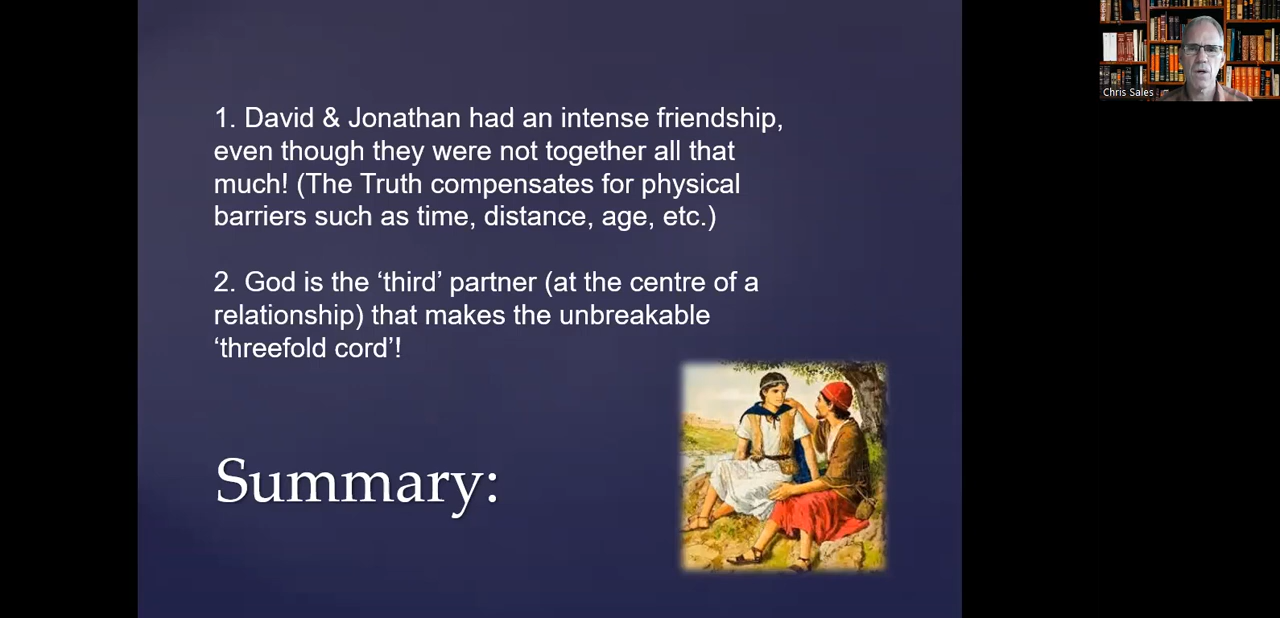 1. David & Jonathan had an intense friendship,
even though they were not together all that
much! (The Truth compensates for physical
barriers such as time, distance, age, etc.)
2. God is the ‘third’ partner (at the centre of a
relationship) that makes the unbreakable
‘threefold cord’!
Summary:
Chris Sales